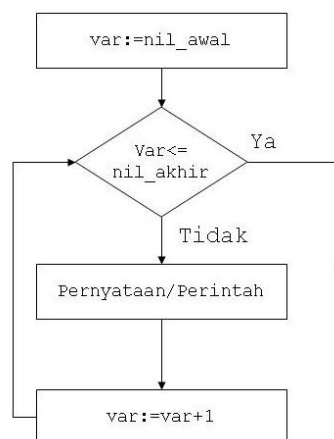 var:=nil_awal
Var<=
nil_akhir
Ya
Tidak
Pernyataan/Perintah
var:=var+1